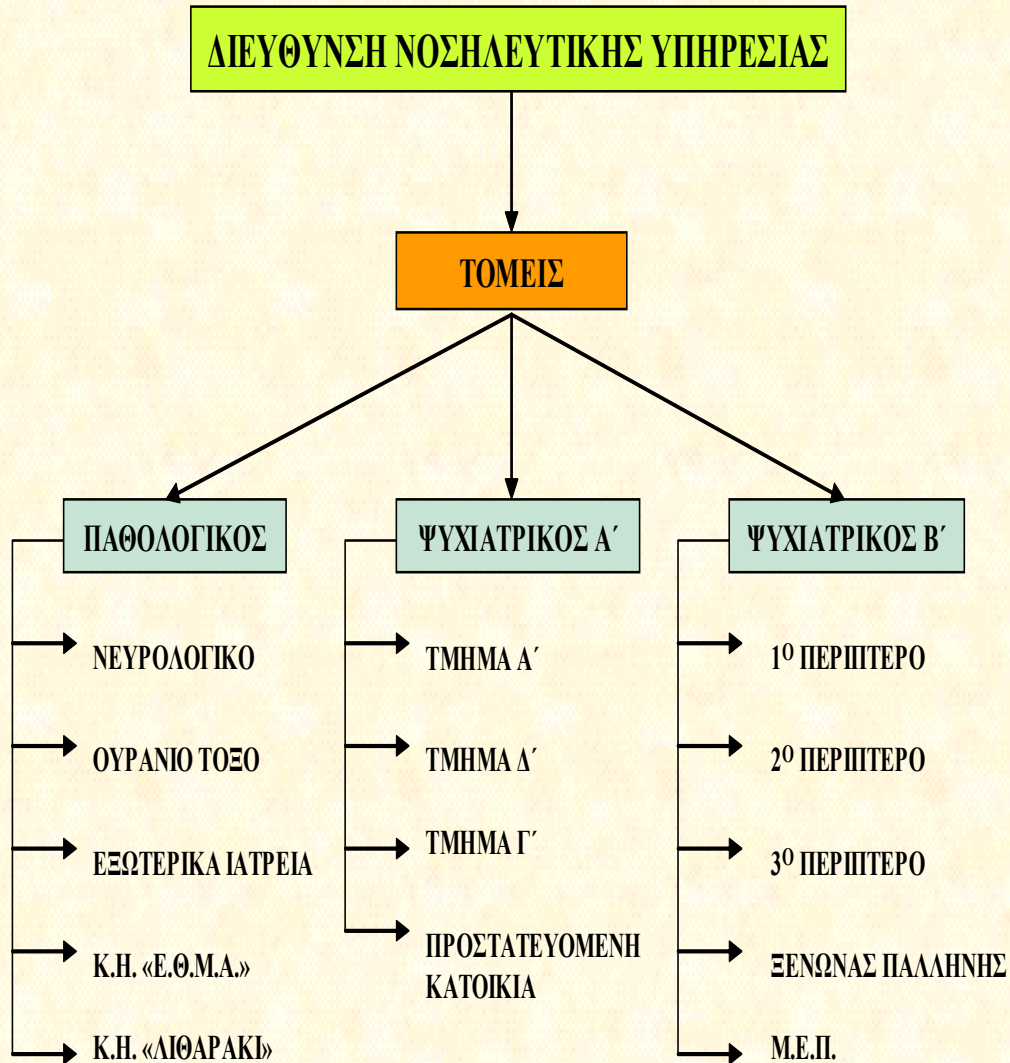 ΔΙΕΥΘΥΝΣΗ ΝΟΣΗΛΕΥΤΙΚΗΣ ΥΠΗΡΕΣΙΑΣ
ΤΟΜΕΙΣ
ΠΑΘΟΛΟΓΙΚΟΣ
ΝΕΥΡΟΛΟΓΙΚΟ
ΟΥΡΑΝΙΟ ΤΟΞΟ
ΕΞΩΤΕΡΙΚΑ ΙΑΤΡΕΙΑ
Κ.Η. «Ε.Θ.Μ.Α.»
Κ.Η. «ΛΙΘΑΡΑΚΙ»
ΨΥΧΙΑΤΡΙΚΟΣ Α΄
ΤΜΗΜΑ Α΄
ΤΜΗΜΑ Δ΄
ΤΜΗΜΑ Γ΄
ΠΡΟΣΤΑΤΕΥΟΜΕΝΗ
ΚΑΤΟΙΚΙΑ
ΨΥΧΙΑΤΡΙΚΟΣ Β΄
1Ο ΠΕΡΙΠΤΕΡΟ
2Ο ΠΕΡΙΠΤΕΡΟ
3Ο ΠΕΡΙΠΤΕΡΟ
ΞΕΝΩΝΑΣ ΠΑΛΛΗΝΗΣ
Μ.Ε.Π.